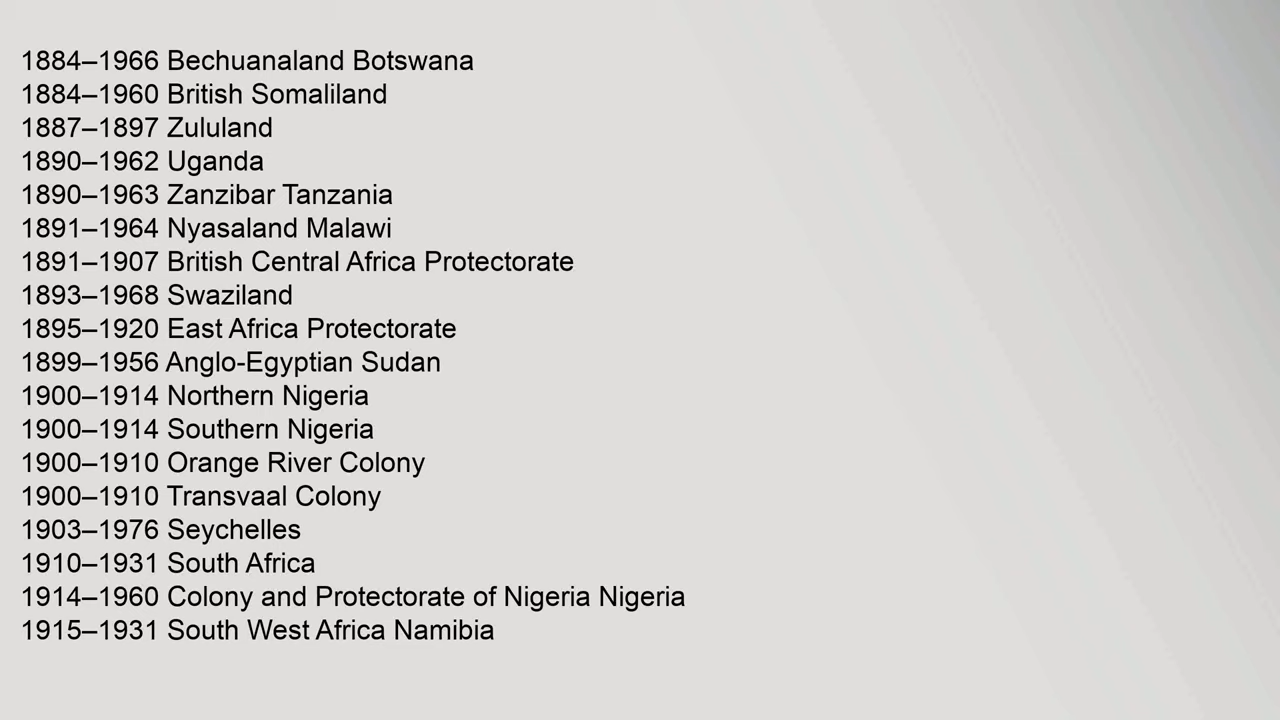 1884–1966 Bechuanaland Botswana
1884–1960 British Somaliland
1887–1897 Zululand
1890–1962 Uganda
1890–1963 Zanzibar Tanzania
1891–1964 Nyasaland Malawi
1891–1907 British Central Africa Protectorate
1893–1968 Swaziland
1895–1920 East Africa Protectorate
1899–1956 Anglo-Egyptian Sudan
1900–1914 Northern Nigeria
1900–1914 Southern Nigeria
1900–1910 Orange River Colony
1900–1910 Transvaal Colony
1903–1976 Seychelles
1910–1931 South Africa
1914–1960 Colony and Protectorate of Nigeria Nigeria
1915–1931 South West Africa Namibia